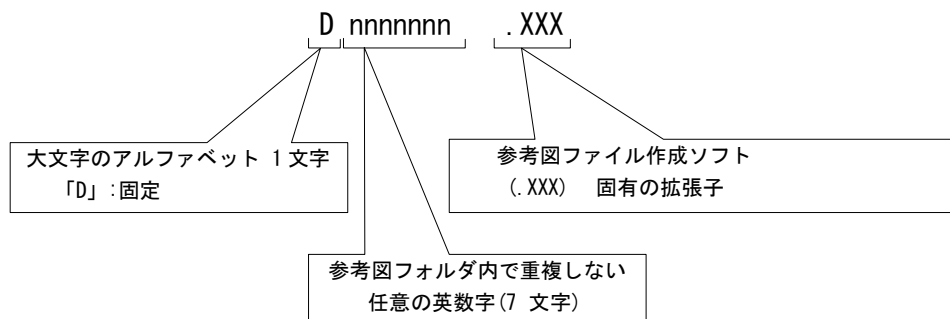 D nnnnnnn .XXX
大文字のアルファベット 1文字
「D」:固定
参考図ファイル作成ソフト
(.XXX) 固有の拡張子
参考図フォルダ内で重複しない
任意の英数字(7 文字)